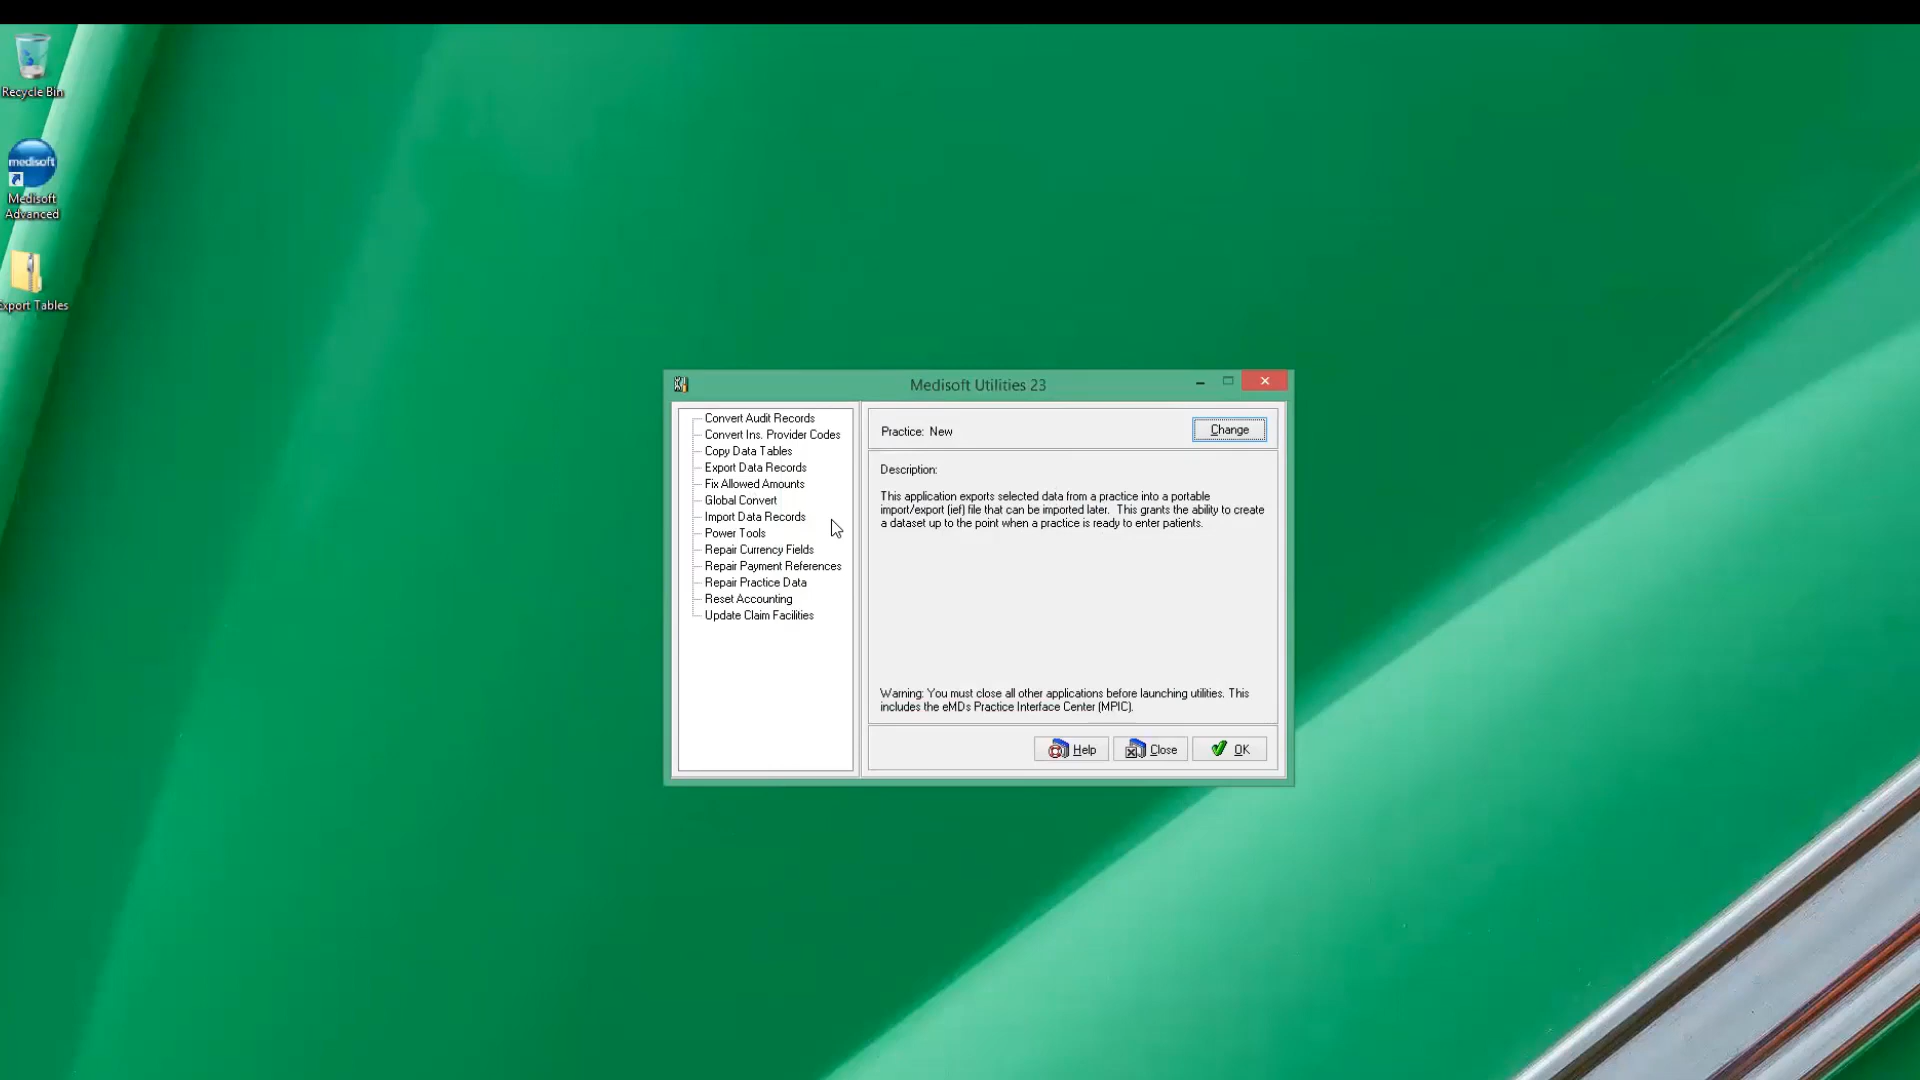 Recycle Bin
medisoft
Medisoft
Advanced
Export Tables
Medisoft Utilities 23
Convert Audit Records
Convert Ins. Provider Codes
Copy Data Tables
Export Data Records
Fix Allowed Amounts
Global Convert
Import Data Records
Power Tools
Repair Currency Fields
Repair Payment References
Repair Practice Data
Reset Accounting
Update Claim Facilities
Practice: New
Change
Description:
This application exports selected data from a practice into a portable
import/export (ief) file that can be imported later. This grants the ability to create
a dataset up to the point when a practice is ready to enter patients.
Warning: You must close all other applications before launching utilities. This
includes the eMDs Practice Interface Center (MPIC).
Help
Close
OK